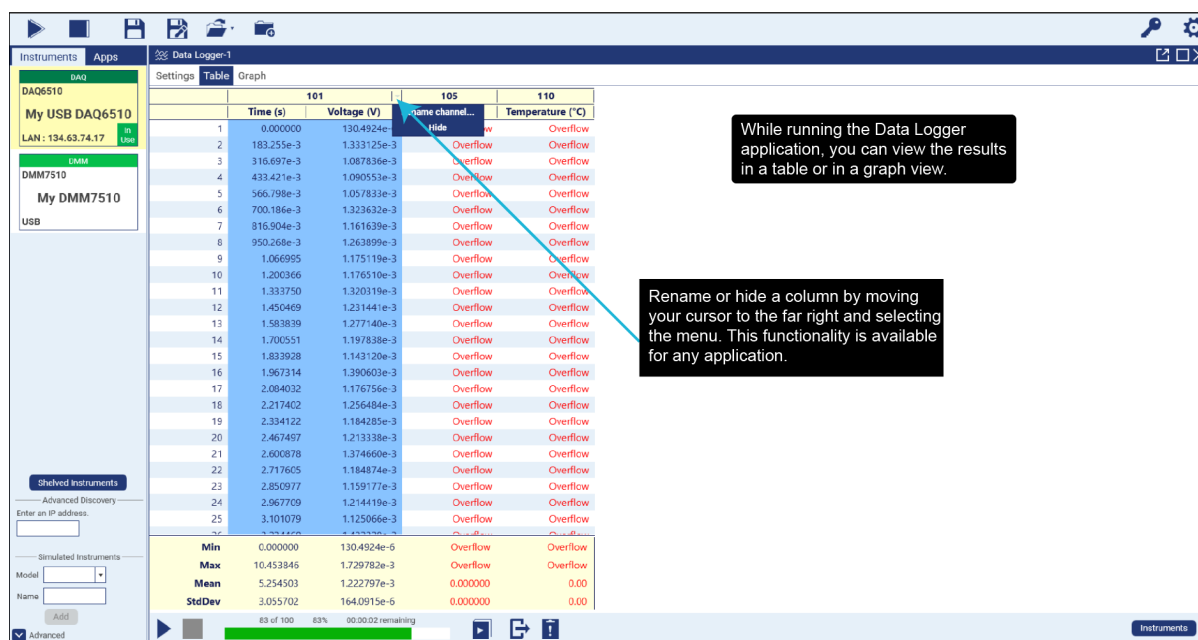 Instruments Apps
Data Logger-1
DAQ
DAQ6510
My USB DAQ6510
LAN : 134.63.74.17
In
Use
DMM
DMM7510
My DMM7510
USB
Shelved Instruments
Advanced Discovery
Enter an IP address.
Simulated Instruments
Model
Name
Add
Advanced
Settings Table Graph
101 105 110
Time (s) Voltage (V) name channel... Temperature (°C)
Hide
1 0.000000 130.4924e- Overflow
2 183.255e-3 1.333125e-3 Overflow Overflow
3 316.697e-3 1.087836e-3 Overflow Overflow
4 433.421e-3 1.090553e-3 Overflow Overflow
5 566.798e-3 1.057833e-3 Overflow Overflow
6 700.186e-3 1.323632e-3 Overflow Overflow
7 816.904e-3 1.161639e-3 Overflow Overflow
8 950.268e-3 1.263899e-3 Overflow Overflow
9 1.066995 1.175119e-3 Overflow Overflow
10 1.200366 1.176510e-3 Overflow Overflow
11 1.333750 1.320319e-3 Overflow Overflow
12 1.450469 1.231441e-3 Overflow Overflow
13 1.583839 1.277140e-3 Overflow Overflow
14 1.700551 1.197838e-3 Overflow Overflow
15 1.833928 1.143120e-3 Overflow Overflow
16 1.967314 1.390603e-3 Overflow Overflow
17 2.084032 1.176756e-3 Overflow Overflow
18 2.217402 1.256484e-3 Overflow Overflow
19 2.334122 1.184285e-3 Overflow Overflow
20 2.467497 1.213338e-3 Overflow Overflow
21 2.600878 1.374660e-3 Overflow Overflow
22 2.717605 1.184874e-3 Overflow Overflow
23 2.850977 1.159177e-3 Overflow Overflow
24 2.967709 1.214419e-3 Overflow Overflow
25 3.101079 1.125066e-3 Overflow Overflow
Min 0.000000 130.4924e-6 Overflow Overflow
Max 10.453846 1.729782e-3 Overflow Overflow
Mean 5.254503 1.222797e-3 0.000000 0.00
StdDev 3.055702 164.0915e-6 0.000000 0.00
83 of 100 83% 00:00:02 remaining
While running the Data Logger
application, you can view the results
in a table or in a graph view.
Rename or hide a column by moving
your cursor to the far right and selecting
the menu. This functionality is available
for any application.
Instruments